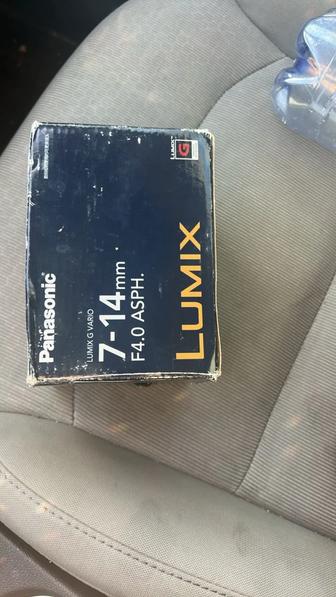 Panasonic
LUMIX G VARIO
7-14mm
F4.0 ASPH.
LUMIX
LUMIX
G